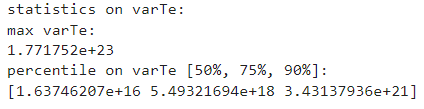 statistics on varTe:
max varTe:
1.771752e+23
percentile on varTe [50%, 75%, 90%]:
[1.63746207e+16 5.49321694e+18 3.43137936e+21]